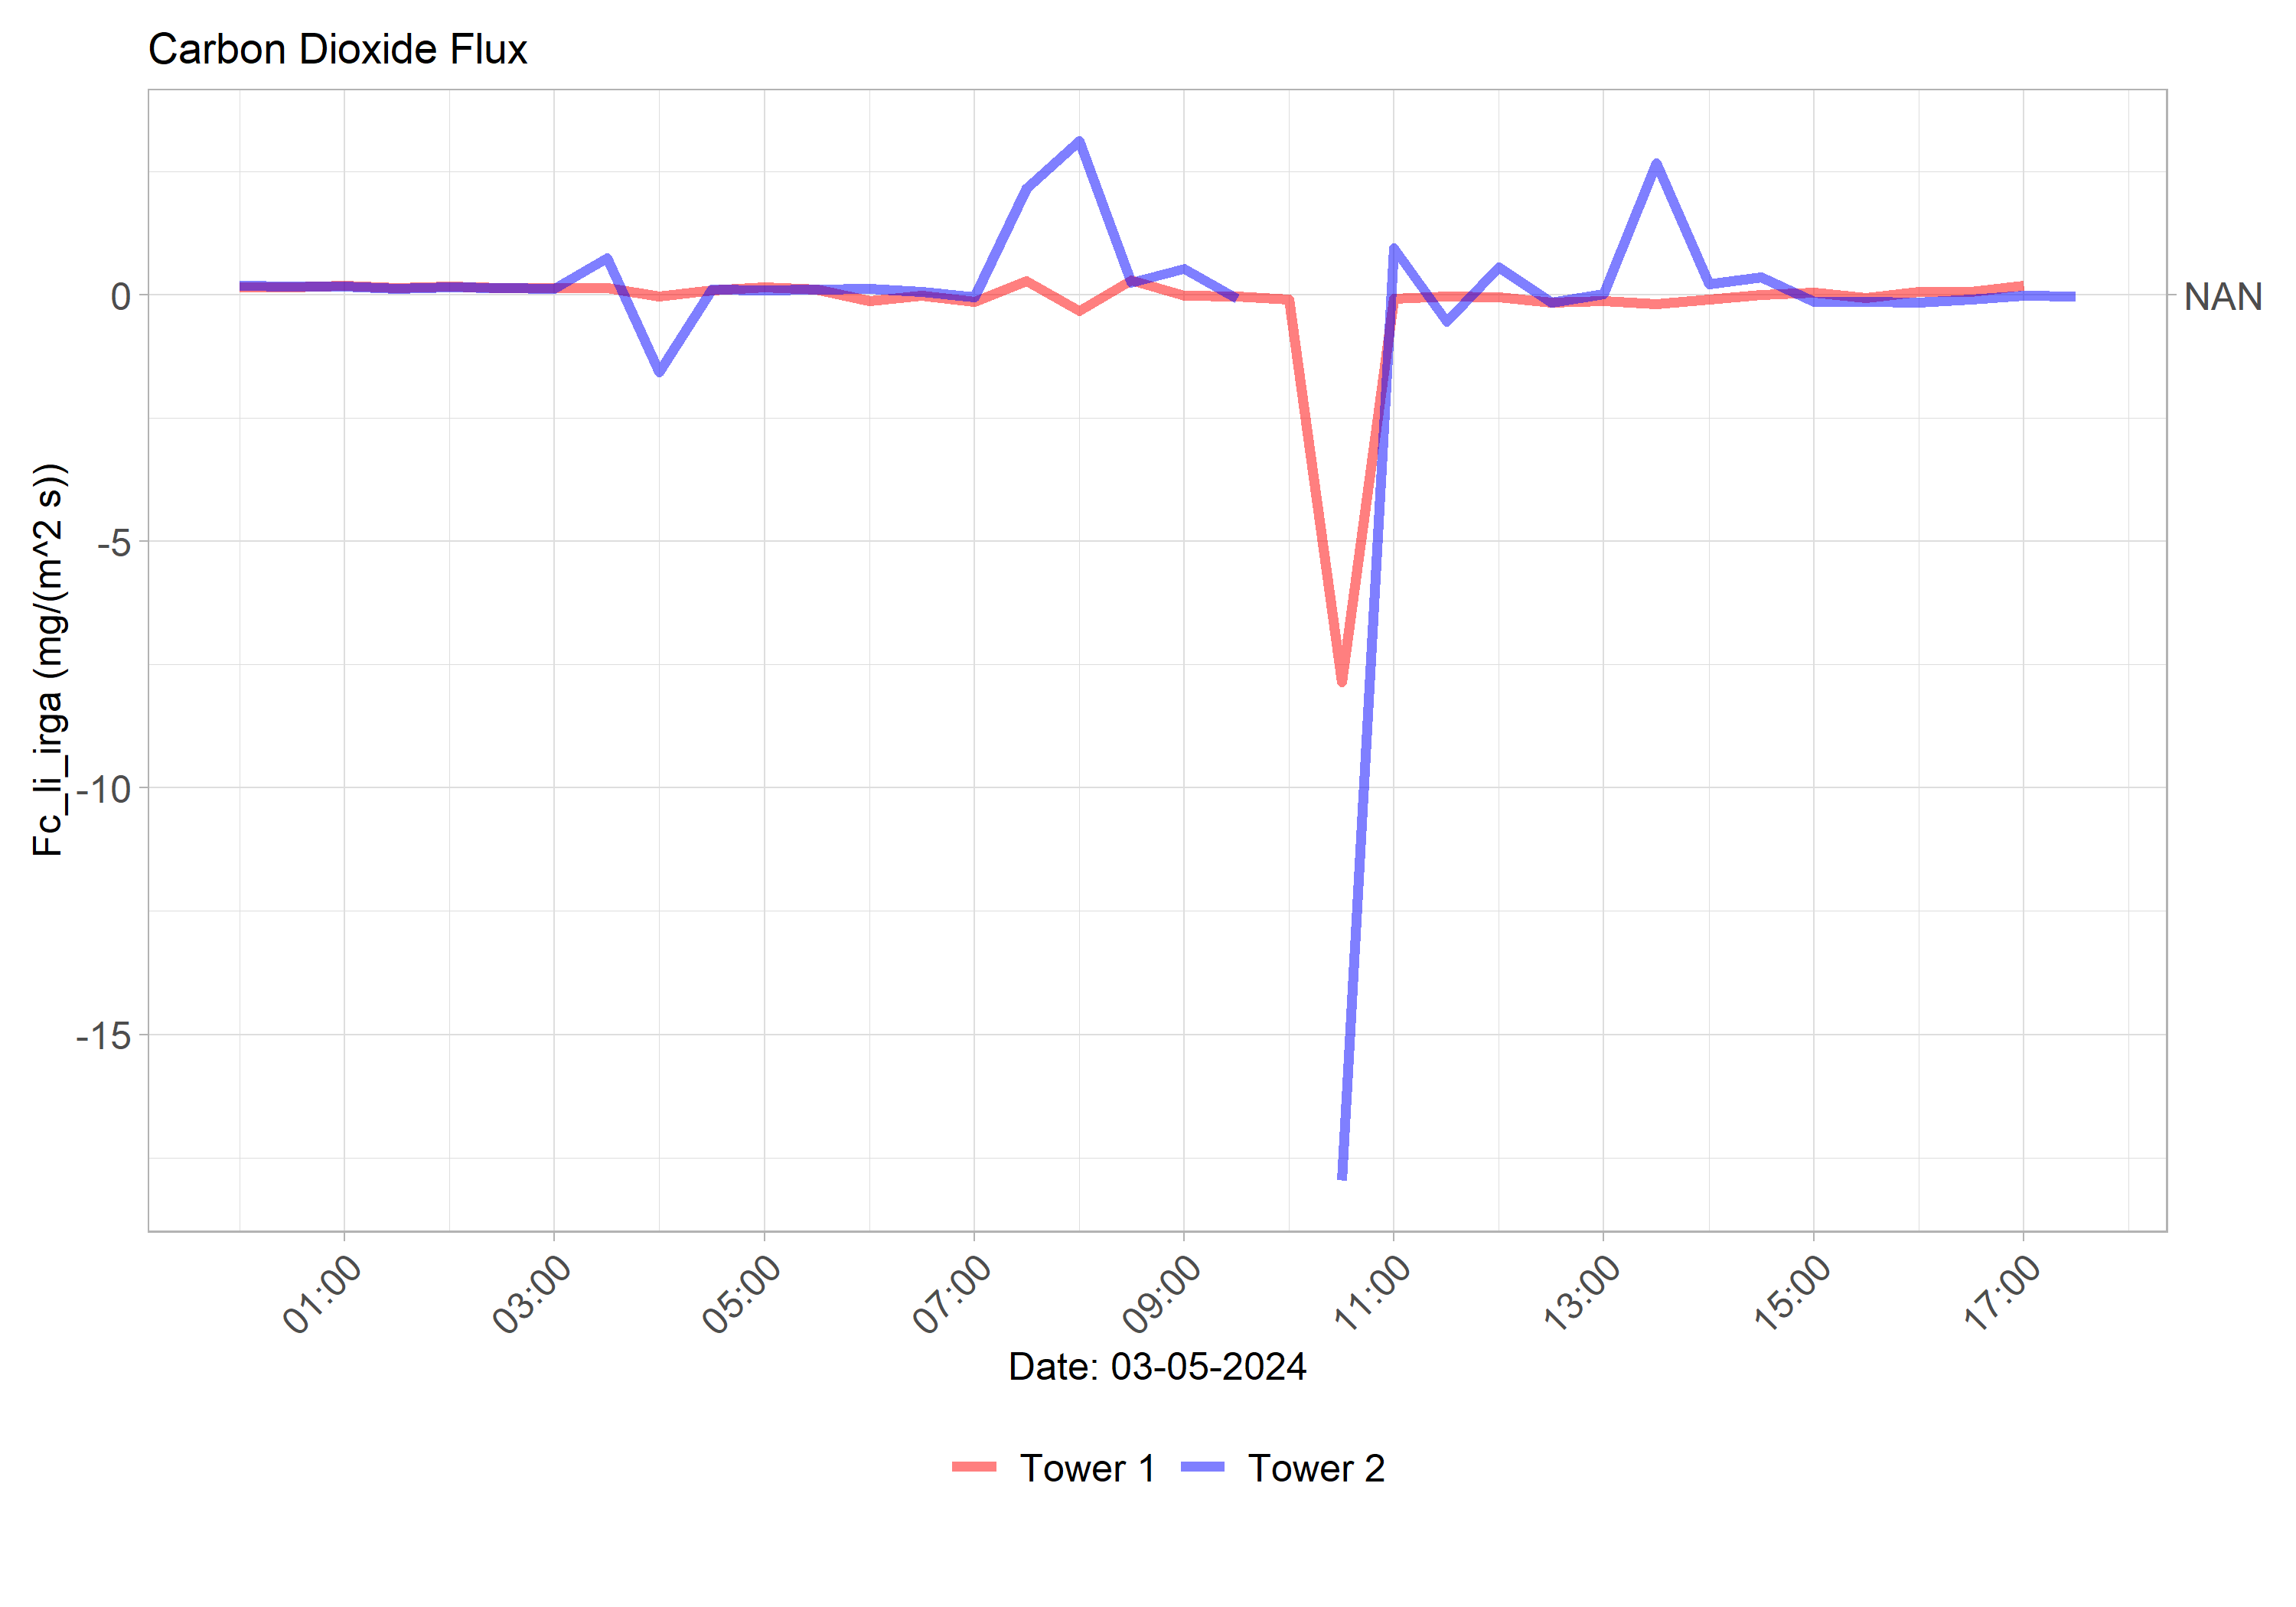 Carbon Dioxide Flux
Fc_li_irga (mg/(m^2 s))
0
-5
-10
-15
NAN
01:00
03:00
05:00
07:00
09:00
11:00
13:00
15:00
17:00
Date: 03-05-2024
Tower 1 Tower 2